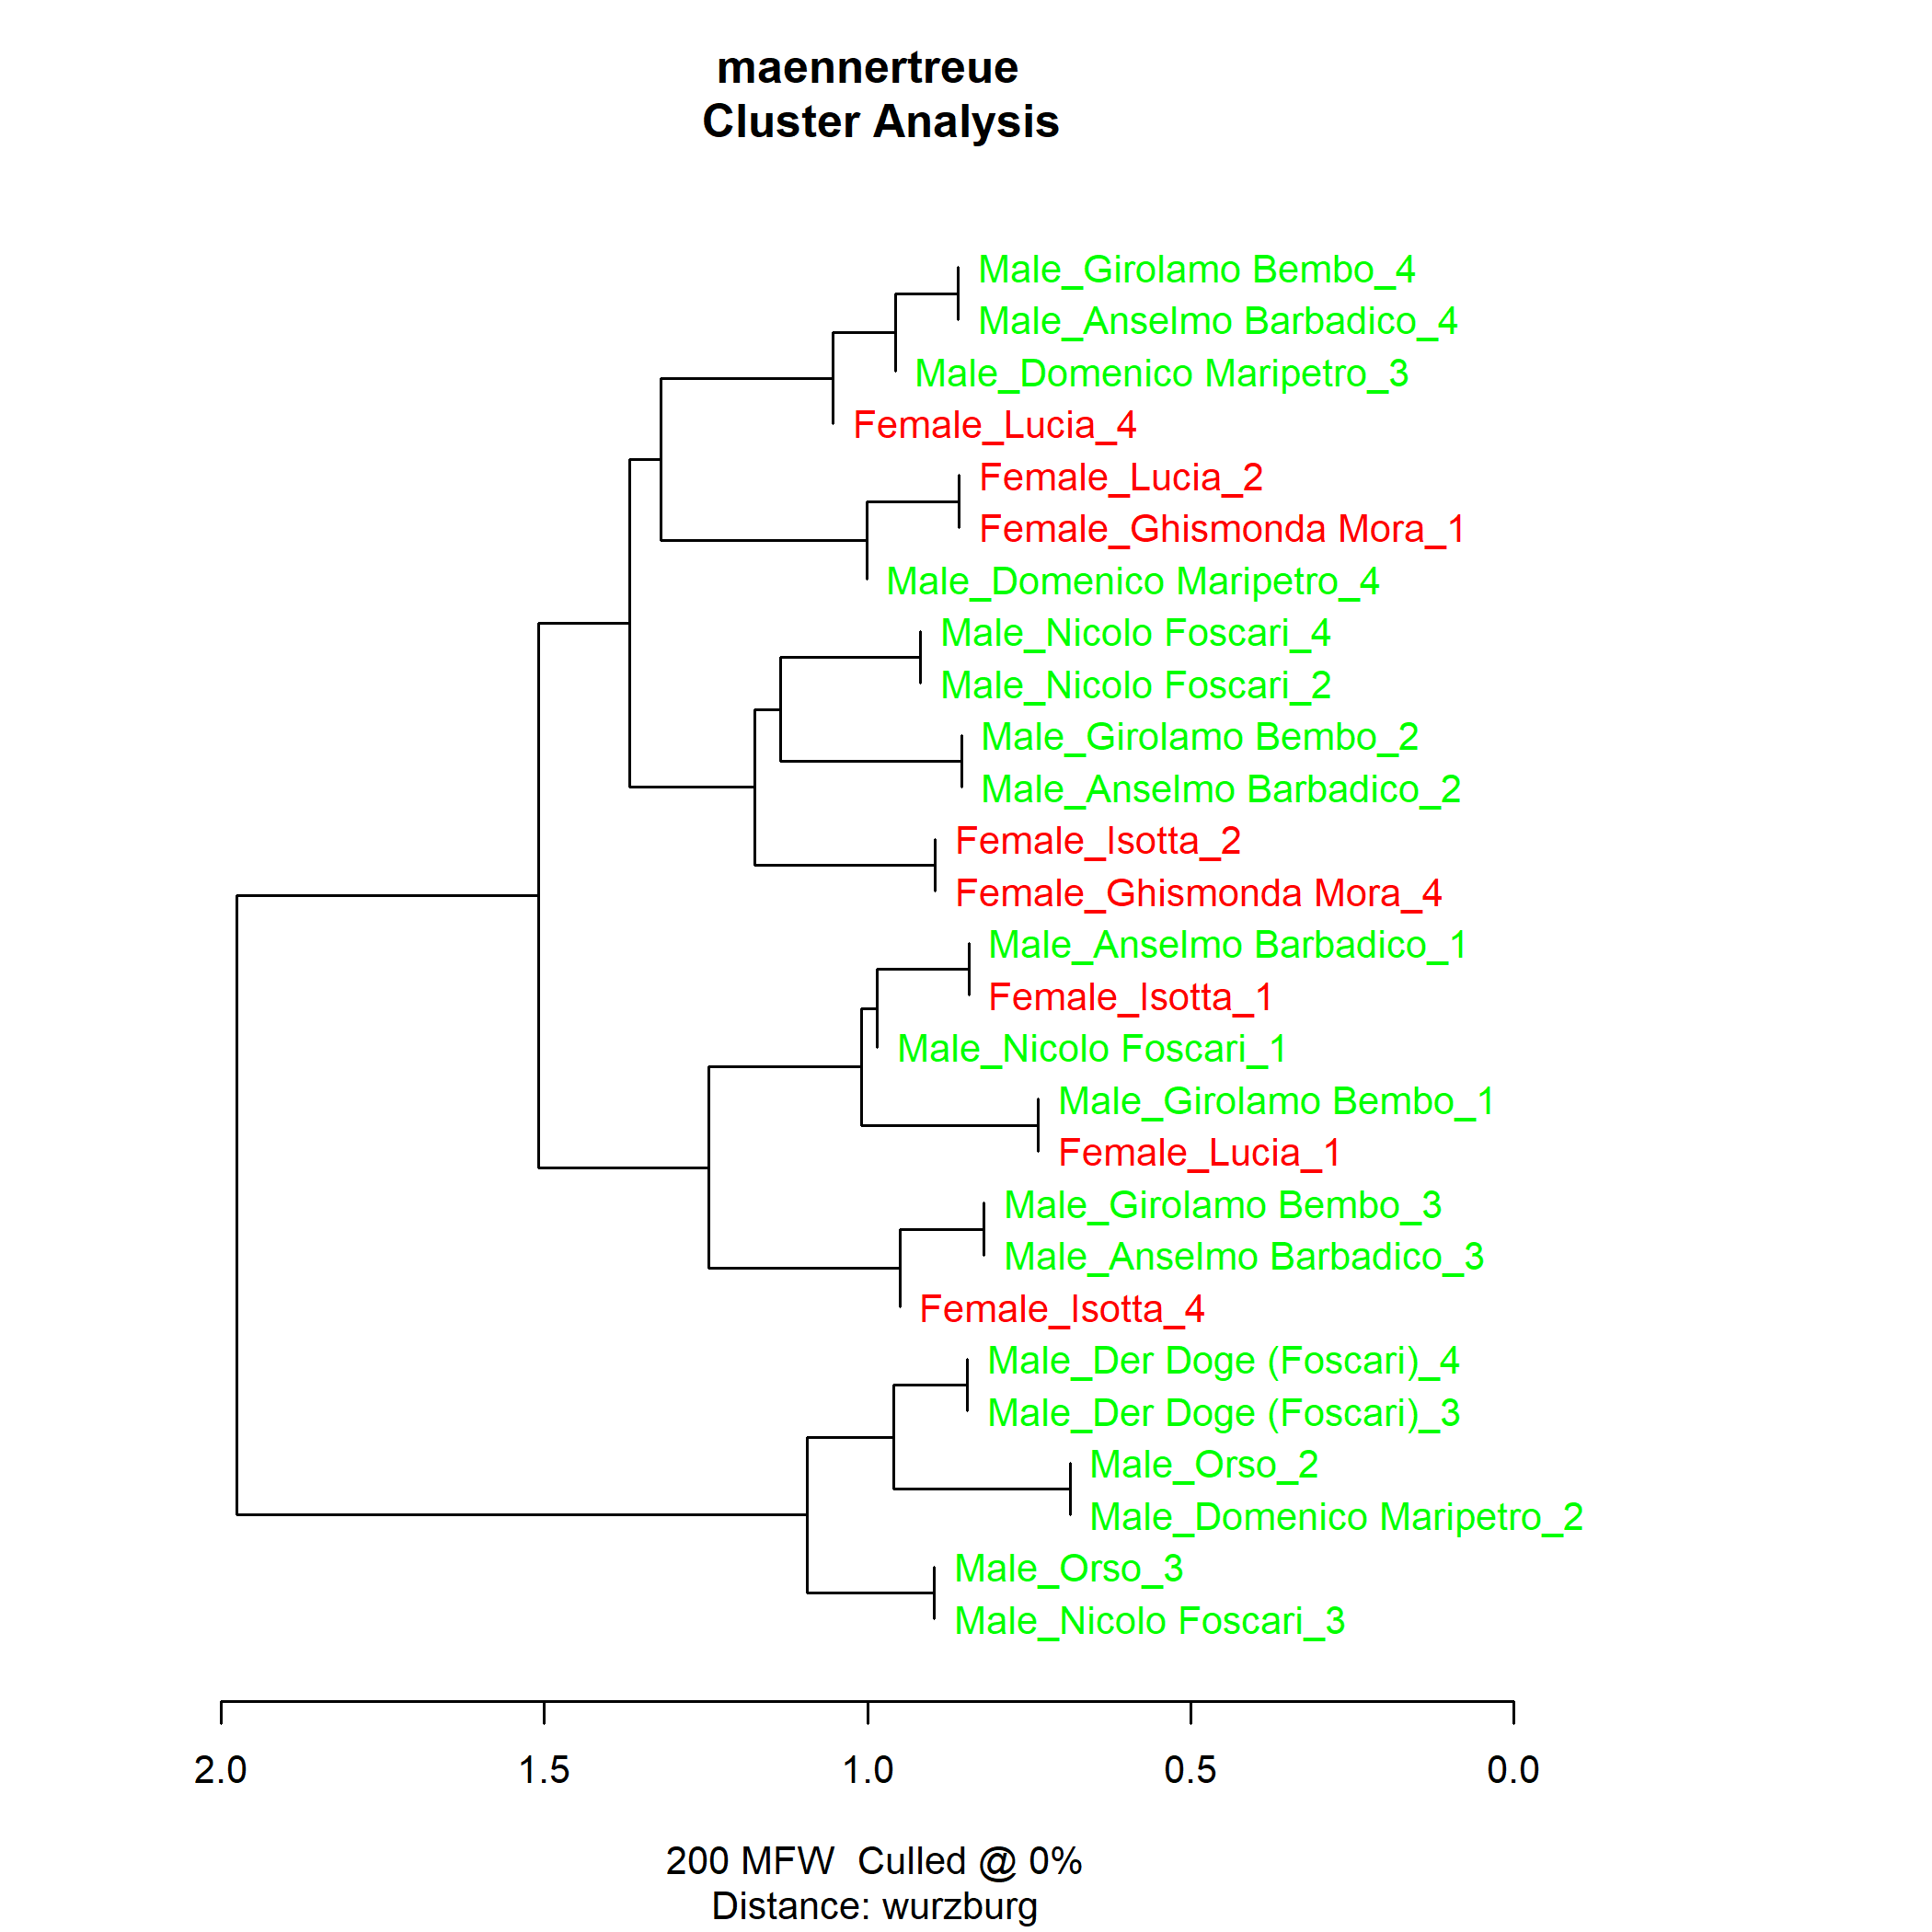 maennertreue
Cluster Analysis
Male_Girolamo Bembo_4
Male_Anselmo Barbadico_4
Male_Domenico Maripetro_3
Female_Lucia_4
Female_Lucia_2
Female_Ghismonda Mora_1
Male_Domenico Maripetro_4
Male_Nicolo Foscari_4
Male_Nicolo Foscari_2
Male_Girolamo Bembo_2
Male_Anselmo Barbadico_2
Female_Isotta_2
Female_Ghismonda Mora_4
Male_Anselmo Barbadico_1
Female_Isotta_1
Male_Nicolo Foscari_1
Male_Girolamo Bembo_1
Female_Lucia_1
Male_Girolamo Bembo_3
Male_Anselmo Barbadico_3
Female_Isotta_4
Male_Der Doge (Foscari)_4
Male_Der Doge (Foscari)_3
Male_Orso_2
Male_Domenico Maripetro_2
Male_Orso_3
Male_Nicolo Foscari_3
2.0 1.5 1.0 0.5 0.0
200 MFW  Culled @ 0%
Distance: wurzburg